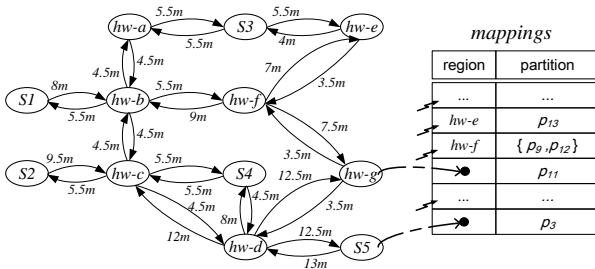 5.5m 5.5m
hw-a S3 hw-e
5.5m 4m
mappings
region partition
4.5m 4.5m 7m 3.5m
8m 5.5m
S1 hw-b hw-f
5.5m 9m
... ...
hw-e p13
hw-f { p9 ,p12}
p11
... ...
p3
4.5m 4.5m 7.5m
9.5m 5.5m 3.5m
S2 hw-c S4 12.5m hw-g
5.5m 5.5m 4.5m
4.5m 8m 3.5m
12m 12.5m
hw-d S5
13m